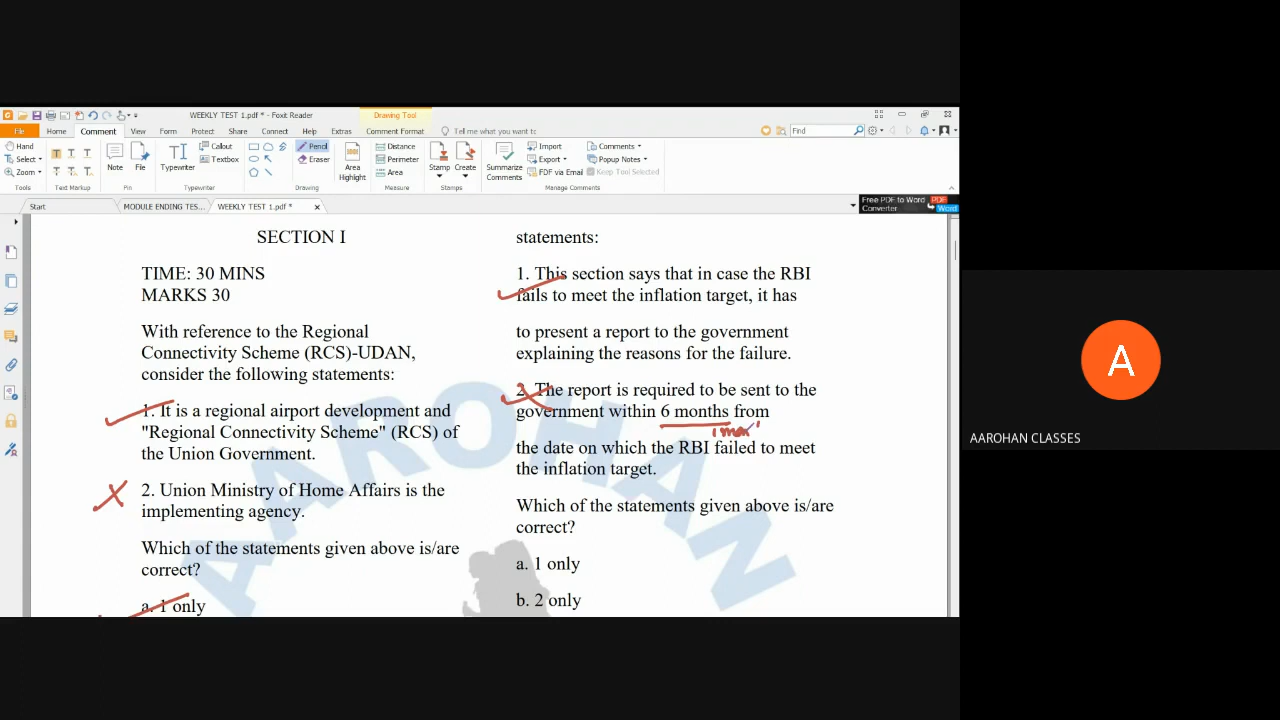 WEEKLY TEST 1.pdf * - Foxit Reader
Drawing Tool
File
Home
Comment
View
Form
Protect
Share
Connect
Help
Extras
Comment Format
Tell me what you want tc
Find
Hand
Select
Zoom
Tools
Text Markup
Note
File
Pin
Typewriter
Callout
Textbox
Typewriter
Pencil
Eraser
Drawing
Area
Highlight
Distance
Perimeter
Area
Measure
Stamp
Create
Stamps
Summarize
Comments
Import
Export
FDF via Email
Comments
Popup Notes
Keep Tool Selected
Manage Comments
Start
MODULE ENDING TES...
WEEKLY TEST 1.pdf *
Free PDF to Word
Converter
PDF
Word
SECTION I
TIME: 30 MINS
MARKS 30
With reference to the Regional
Connectivity Scheme (RCS)-UDAN,
consider the following statements:
1. It is a regional airport development and
"Regional Connectivity Scheme" (RCS) of
the Union Government.
2. Union Ministry of Home Affairs is the
implementing agency.
Which of the statements given above is/are
correct?
a. 1 only
statements:
1. This section says that in case the RBI
fails to meet the inflation target, it has
to present a report to the government
explaining the reasons for the failure.
2. The report is required to be sent to the
government within 6 months from
the date on which the RBI failed to meet
the inflation target.
Which of the statements given above is/are
correct?
a. 1 only
b. 2 only
AAROHAN
A
AAROHAN CLASSES